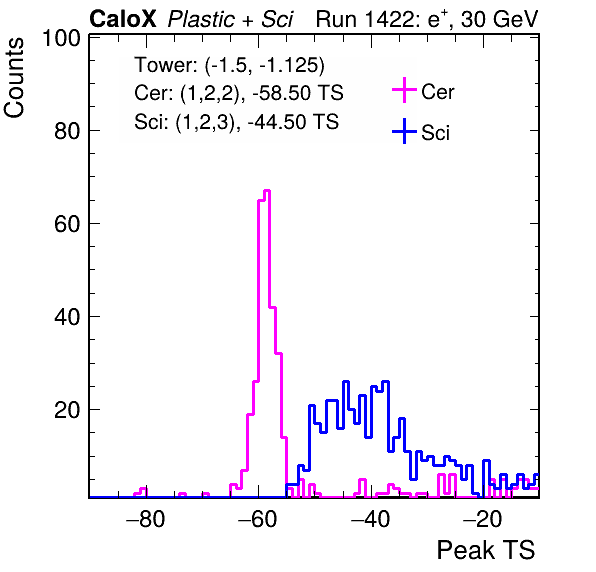 CaloX Plastic + Sci Run 1422: e⁺, 30 GeV
Counts
100
80
60
40
20
Tower: (-1.5, -1.125)
Cer: (1,2,2), -58.50 TS
Sci: (1,2,3), -44.50 TS
Cer
Sci
−80 −60 −40 −20
Peak TS